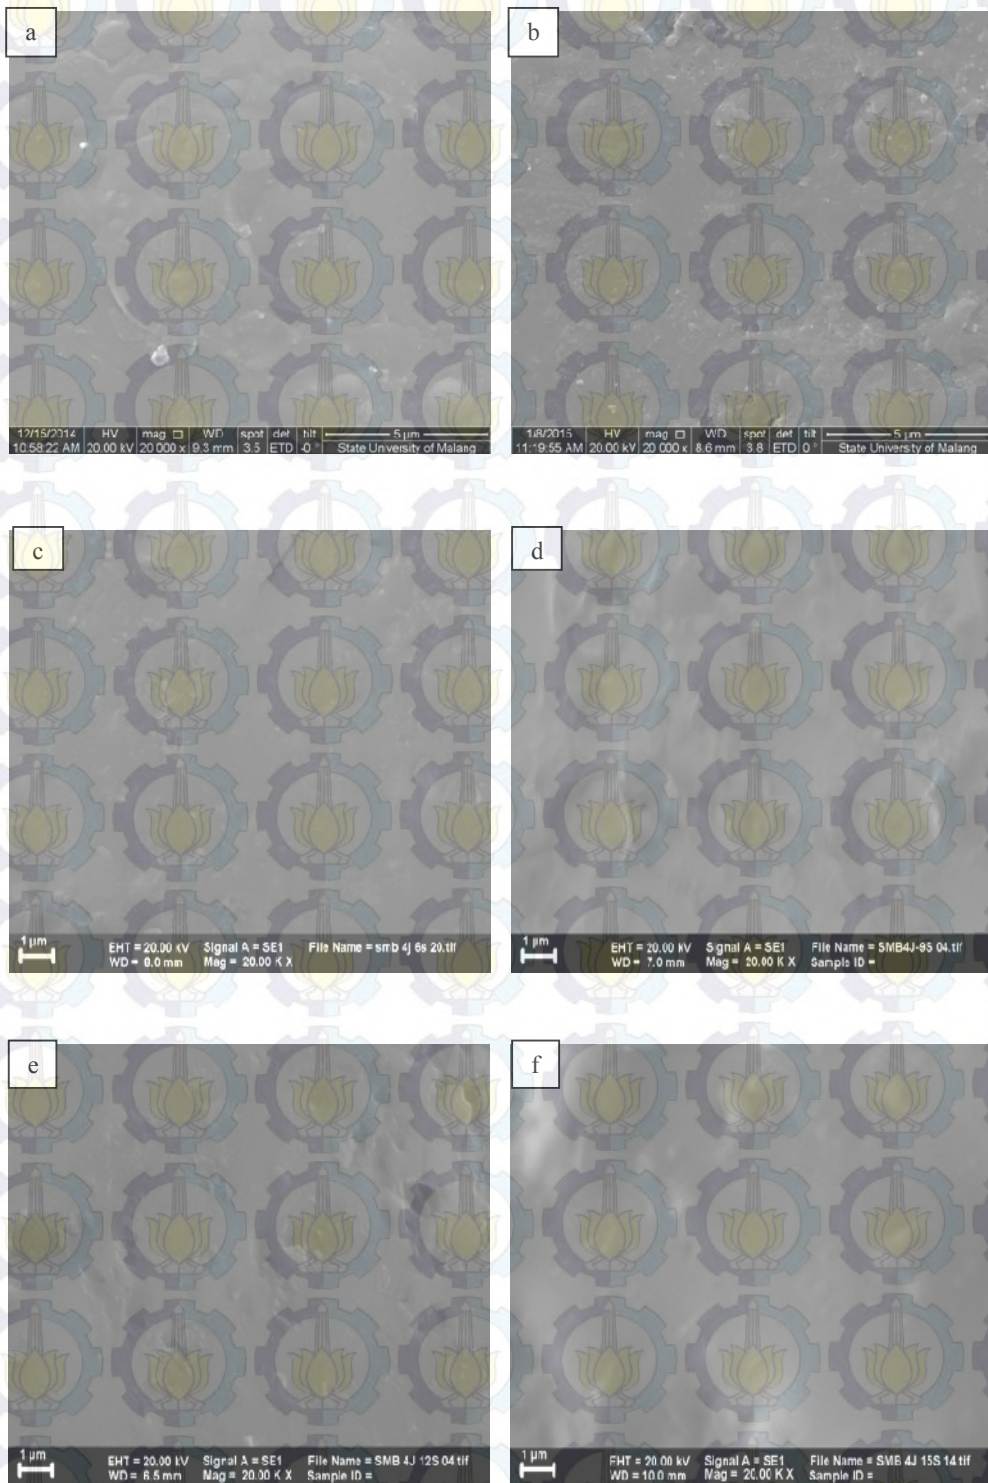 a
b
12/15/2014 HV mag □ WD spot det tilt 5 µm
10:58:22 AM 20.00 kV 20 000 x 9.3 mm 3.5 ETD -0 ° State University of Malang
1/8/2015 HV mag □ WD spot det tilt 5 µm
11:19:55 AM 20.00 kV 20 000 x 8.6 mm 3.8 ETD 0 ° State University of Malang
c
d
1 µm EHT = 20.00 kV Signal A = SE1 File Name = smb 4j 6s 20.tif
WD = 8.0 mm Mag = 20.00 K X
1 µm EHT = 20.00 kV Signal A = SE1 File Name = SMB4J-9S 04.tif
WD = 7.0 mm Mag = 20.00 K X Sample ID =
e
f
1 µm EHT = 20.00 kV Signal A = SE1 File Name = SMB 4J 12S 04 tif
WD = 6.5 mm Mag = 20.00 K X Sample ID =
1 µm EHT = 20.00 kV Signal A = SE1 File Name = SMB 4J 15S 14 tif
WD = 10.0 mm Mag = 20.00 K X Sample ID =